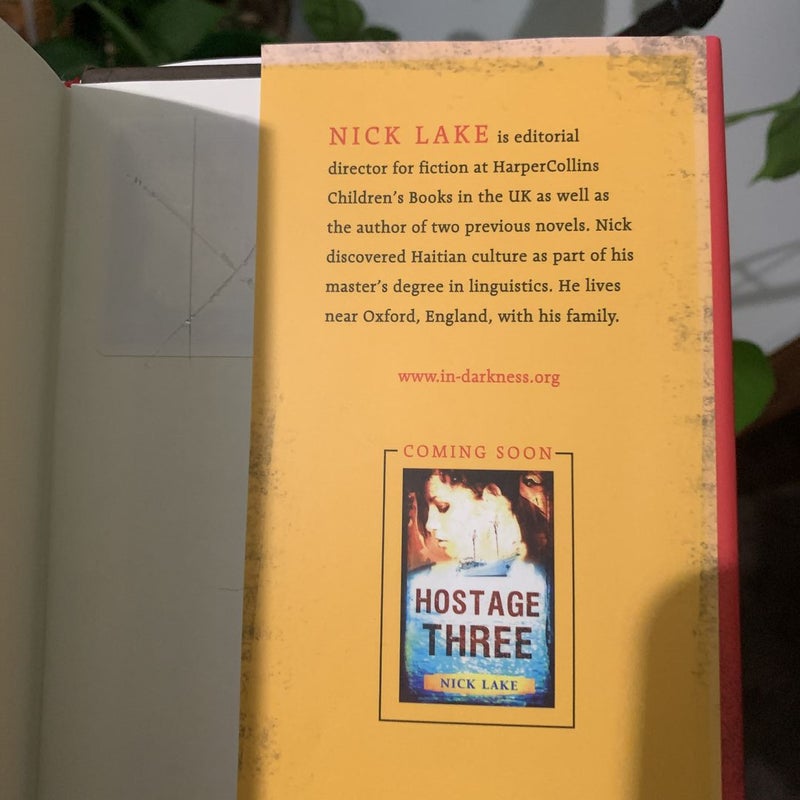 NICK LAKE is editorial
director for fiction at HarperCollins
Children's Books in the UK as well as
the author of two previous novels. Nick
discovered Haitian culture as part of his
master's degree in linguistics. He lives
near Oxford, England, with his family.
www.in-darkness.org
COMING SOON
HOSTAGE
THREE
NICK LAKE